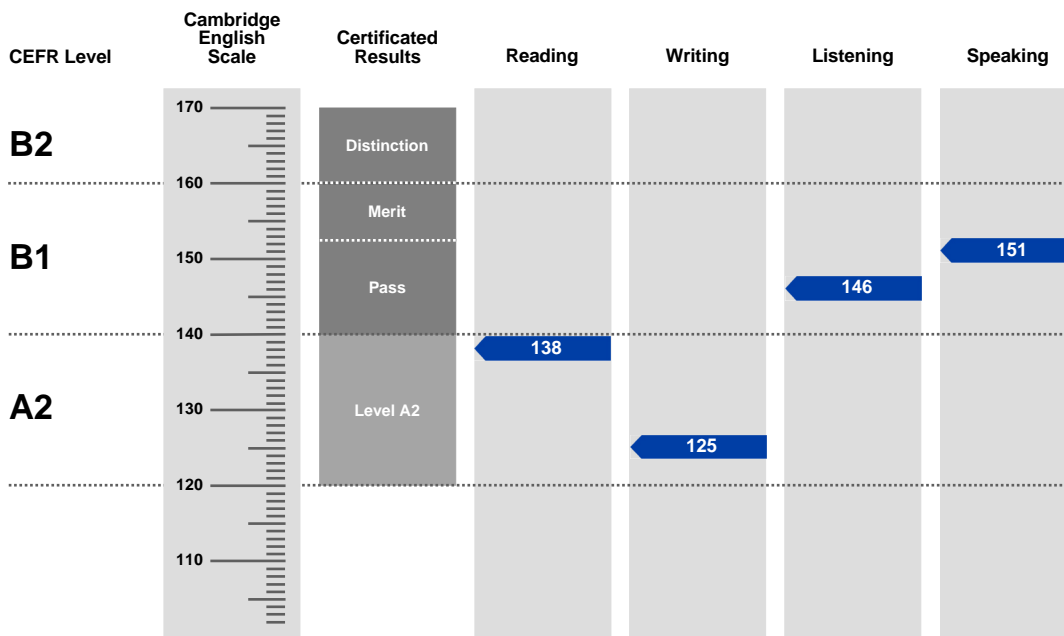 CEFR Level
Cambridge
English
Scale
Certificated
Results
Reading
Writing
Listening
Speaking
170
B2
Distinction
160
Merit
B1
150
151
Pass
146
140
138
A2
130
Level A2
125
120
110